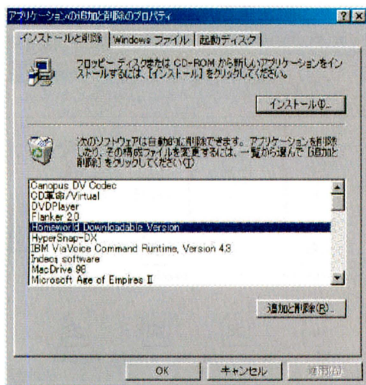 アプリケーションの追加と削除のプロパティ
インストールと削除
Windows ファイル
起動ディスク
フロッピー ディスクまたは CD-ROM から新しいアプリケーションをイン
ストールするには、[インストール] をクリックしてください。
インストール(I)...
次のソフトウェアは自動的に削除できます。アプリケーションを削除
したり、その構成ファイルを変更するには、一覧から選んで [追加と
削除] をクリックしてください(T)
Canopus DV Codec
CD革命/Virtual
DVDPlayer
Flanker 2.0
Homeworld Downloadable Version
HyperSnap-DX
IBM ViaVoice Command Runtime, Version 4.3
Indeo® software
MacDrive 98
Microsoft Age of Empires II
追加と削除(R)...
OK
キャンセル
適用(A)